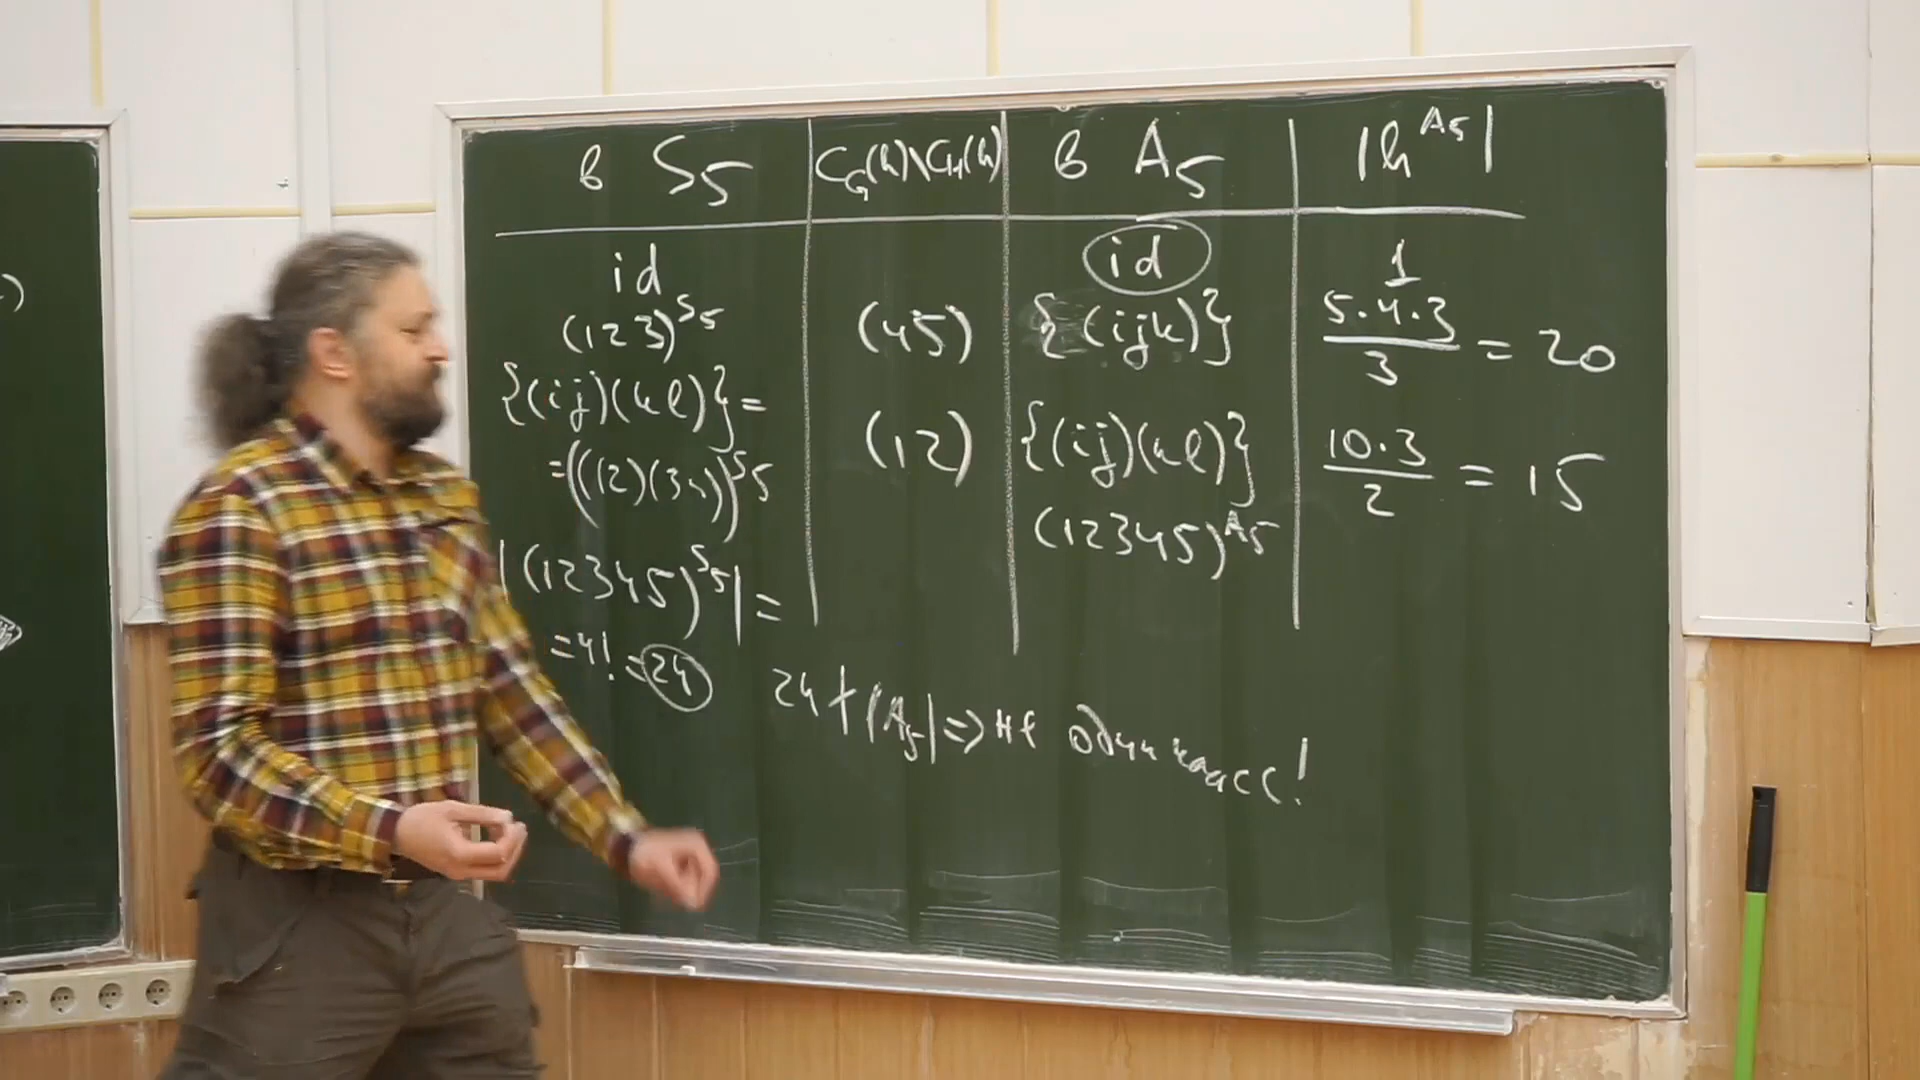 в S₅ | C_G(h)\C_H(h) | в A₅ | |h^{A₅}|
id | | id | 1
(123)^{S₅} | (45) | {(ijk)} | 5·4·3/3 = 20
{(ij)(kl)} = | (12) | {(ij)(kl)} | 10·3/2 = 15
= ((12)(34))^{S₅}
(12345)^{A₅}
|(12345)^{S₅}| =
= 4! = 24
24 ∤ |A₅| => не один класс!
)